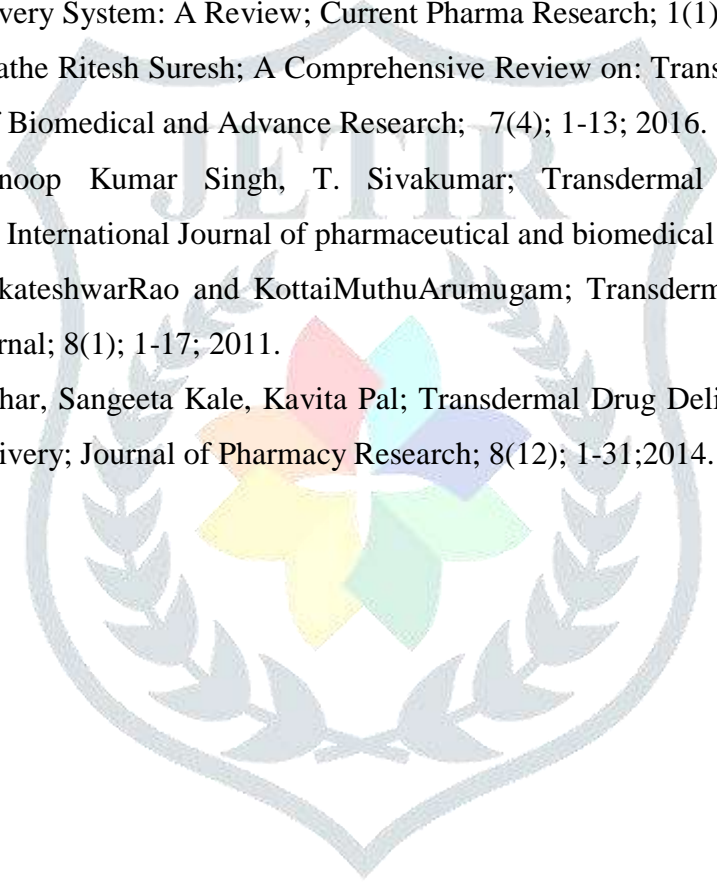 very System: A Review; Current Pharma Research; 1(1)
athe Ritesh Suresh; A Comprehensive Review on: Trans
f Biomedical and Advance Research; 7(4); 1-13; 2016.
noop Kumar Singh, T. Sivakumar; Transdermal
International Journal of pharmaceutical and biomedical
kateshwarRao and KottaiMuthuArumugam; Transderm
rnal; 8(1); 1-17; 2011.
har, Sangeeta Kale, Kavita Pal; Transdermal Drug Deli
ivery; Journal of Pharmacy Research; 8(12); 1-31;2014.
JETIR